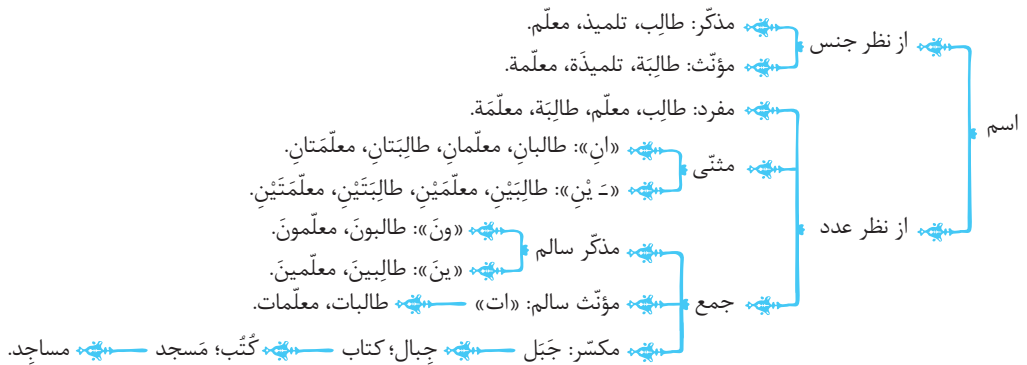 اسم
از نظر جنس
مذکّر: طالِب، تلمیذ، معلّم.
مؤنّث: طالِبَة، تلمیذَة، معلّمة.
از نظر عدد
مفرد: طالِب، معلّم، طالِبَة، معلّمَة.
مثنّی
«انِ»: طالبانِ، معلّمانِ، طالِبَتانِ، معلّمَتانِ.
«ـَ یْنِ»: طالِبَیْنِ، معلّمَیْنِ، طالِبَتَیْنِ، معلّمَتَیْنِ.
جمع
مذکّر سالم
«ونَ»: طالبونَ، معلّمونَ.
«ینَ»: طالِبینَ، معلّمینَ.
مؤنّث سالم: «ات» طالبات، معلّمات.
مکسّر: جَبَل جِبال؛ کتاب کُتُب؛ مَسجد مساجِد.